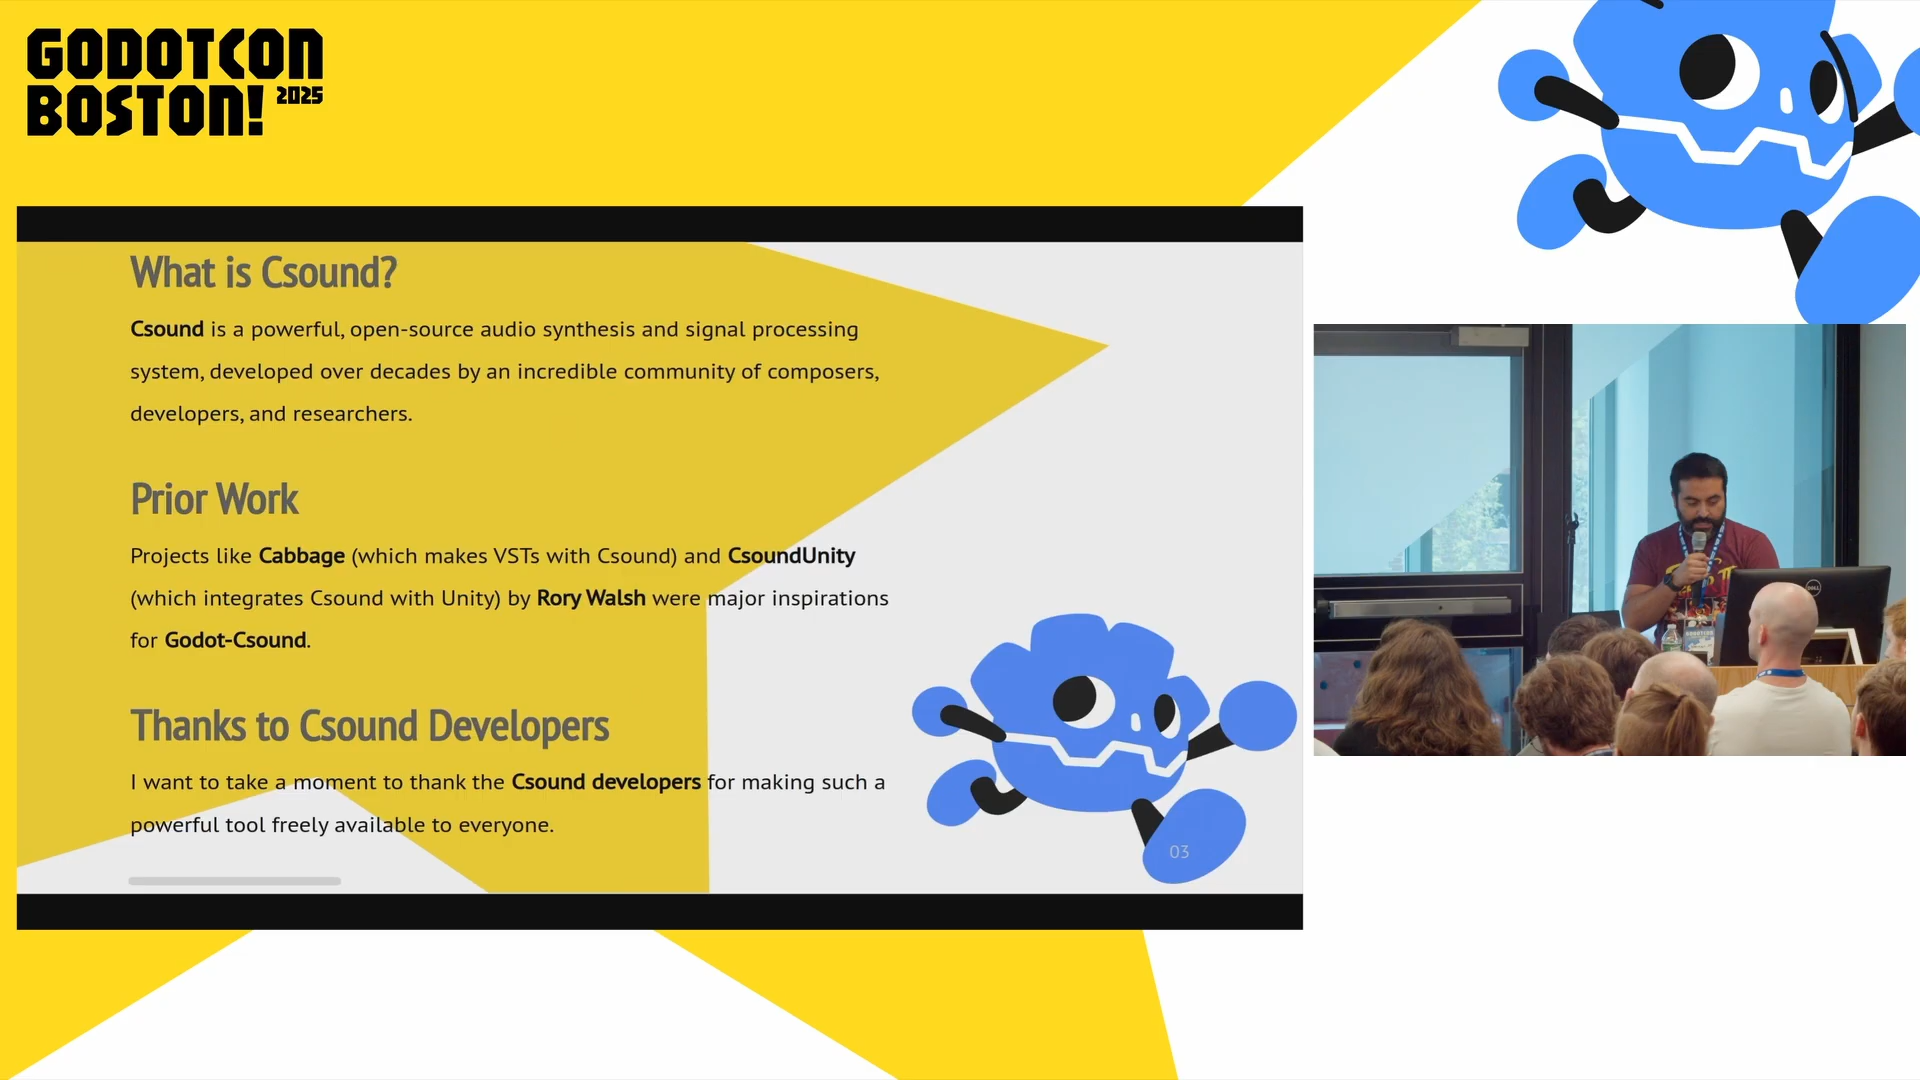 GODOTCON
BOSTON! 2025
What is Csound?
Csound is a powerful, open-source audio synthesis and signal processing
system, developed over decades by an incredible community of composers,
developers, and researchers.
Prior Work
Projects like Cabbage (which makes VSTs with Csound) and CsoundUnity
(which integrates Csound with Unity) by Rory Walsh were major inspirations
for Godot-Csound.
Thanks to Csound Developers
I want to take a moment to thank the Csound developers for making such a
powerful tool freely available to everyone.
03
DELL